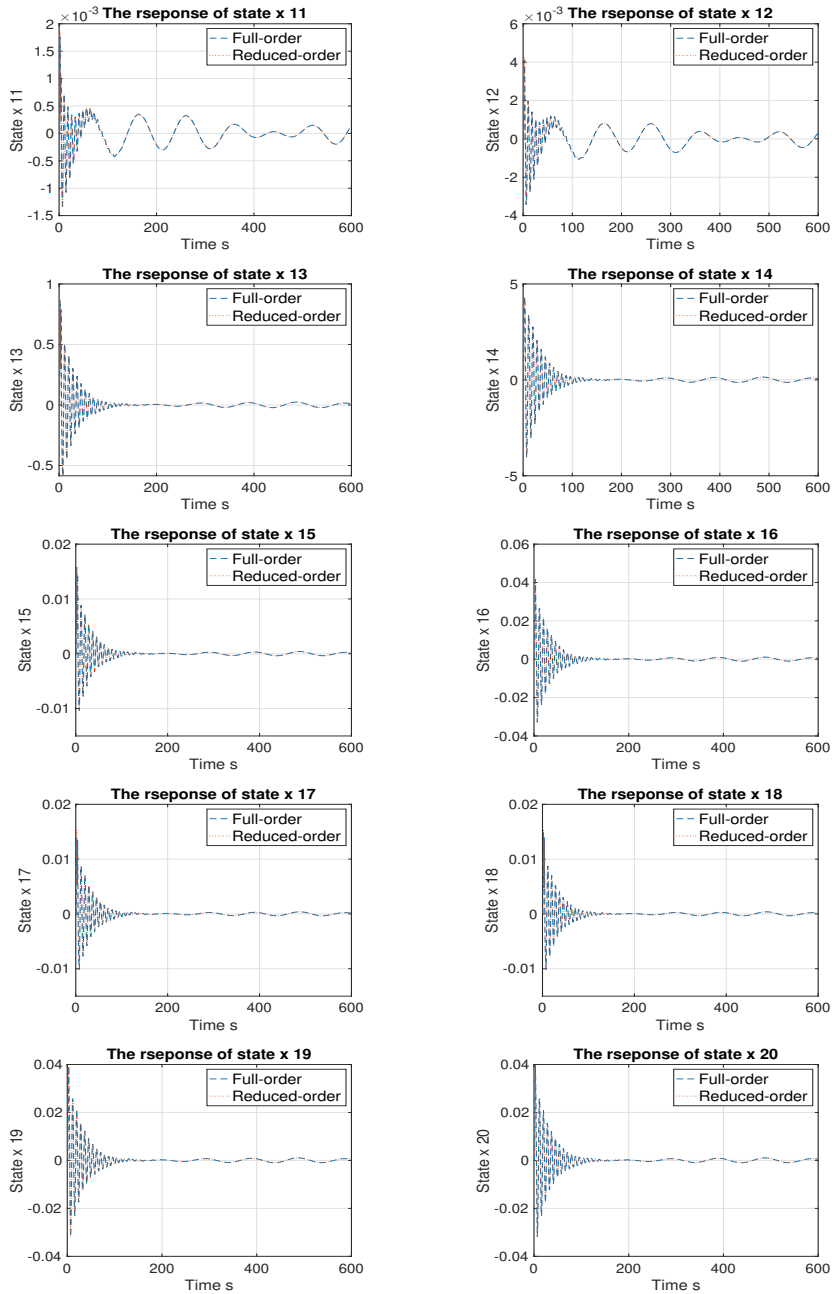 ×10⁻³
The rseponse of state x 11
2
1.5
1
0.5
0
-0.5
-1
-1.5
State x 11
Full-order
Reduced-order
0 200 400 600
Time s
×10⁻³
The rseponse of state x 12
6
4
2
0
-2
-4
State x 12
Full-order
Reduced-order
0 100 200 300 400 500 600
Time s
The rseponse of state x 13
1
0.5
0
-0.5
State x 13
Full-order
Reduced-order
0 200 400 600
Time s
The rseponse of state x 14
5
0
-5
State x 14
Full-order
Reduced-order
0 100 200 300 400 500 600
Time s
The rseponse of state x 15
0.02
0.01
0
-0.01
State x 15
Full-order
Reduced-order
0 200 400 600
Time s
The rseponse of state x 16
0.06
0.04
0.02
0
-0.02
-0.04
State x 16
Full-order
Reduced-order
0 200 400 600
Time s
The rseponse of state x 17
0.02
0.01
0
-0.01
State x 17
Full-order
Reduced-order
0 200 400 600
Time s
The rseponse of state x 18
0.02
0.01
0
-0.01
State x 18
Full-order
Reduced-order
0 200 400 600
Time s
The rseponse of state x 19
0.04
0.02
0
-0.02
-0.04
State x 19
Full-order
Reduced-order
0 200 400 600
Time s
The rseponse of state x 20
0.04
0.02
0
-0.02
-0.04
State x 20
Full-order
Reduced-order
0 200 400 600
Time s